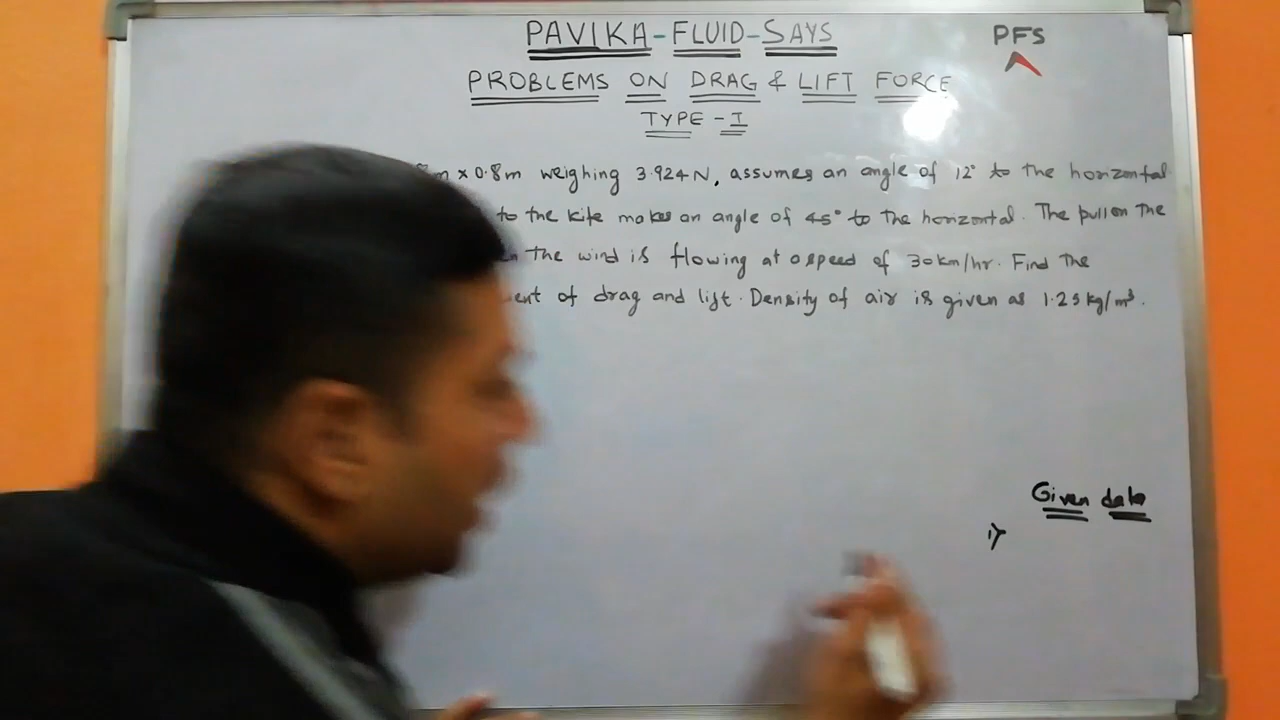 PAVIKA-FLUID-SAYS
PFS
PROBLEMS ON DRAG & LIFT FORCE
TYPE - I
m x 0.8m weighing 3.924N, assumes an angle of 12° to the horizontal
to the kite makes an angle of 45° to the horizontal. The pull on the
the wind is flowing at a speed of 30km/hr. Find the
of drag and lift. Density of air is given as 1.25kg/m³.
Given data
i)